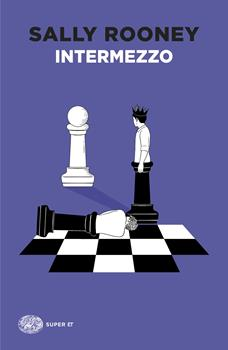 SALLY ROONEY
INTERMEZZO
SUPER ET